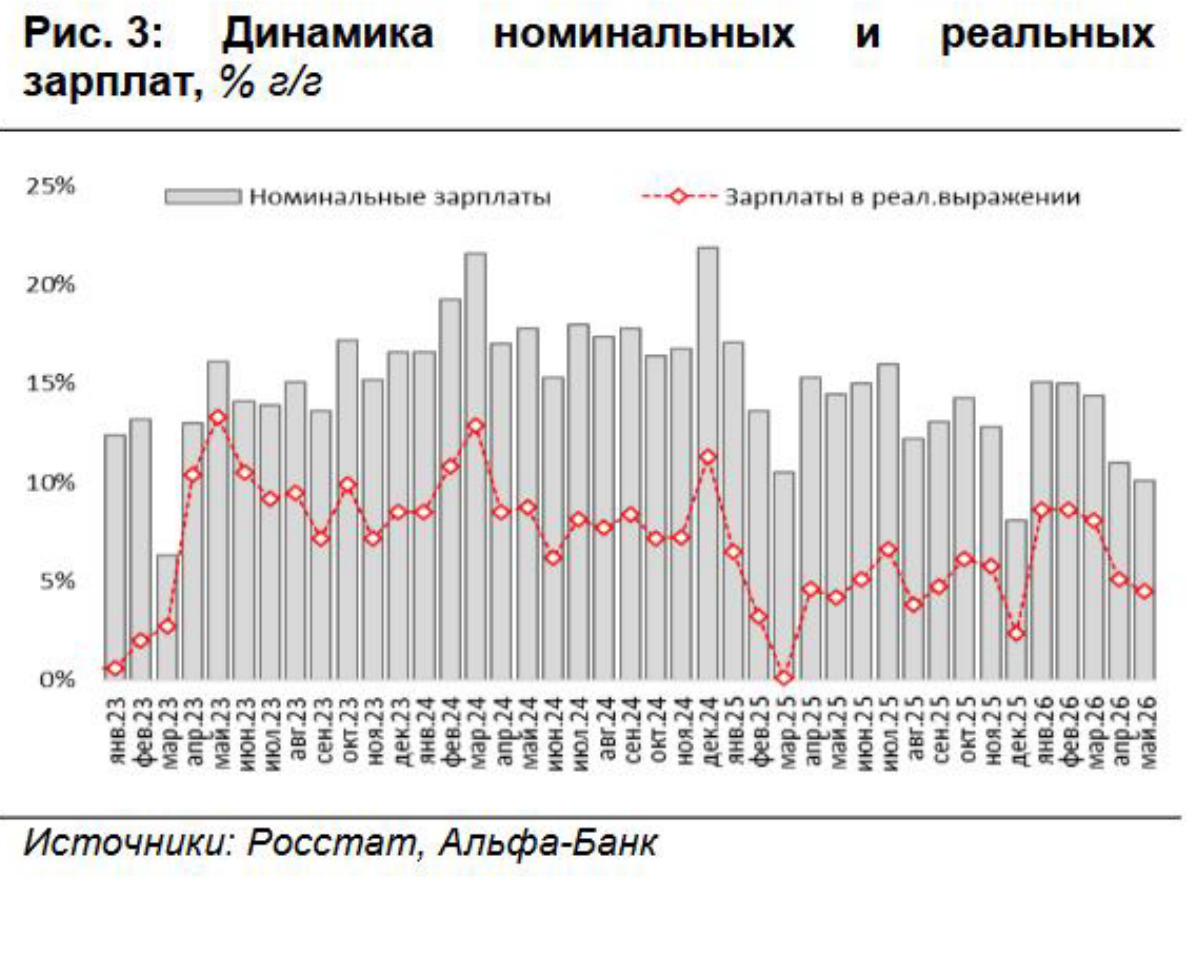 Рис. 3: Динамика номинальных и реальных
зарплат, % г/г
25%
Номинальные зарплаты
Зарплаты в реал.выражении
20%
15%
10%
5%
0%
янв.23
фев.23
мар.23
апр.23
май.23
июн.23
июл.23
авг.23
сен.23
окт.23
ноя.23
дек.23
янв.24
фев.24
мар.24
апр.24
май.24
июн.24
июл.24
авг.24
сен.24
окт.24
ноя.24
дек.24
янв.25
фев.25
мар.25
апр.25
май.25
июн.25
июл.25
авг.25
сен.25
окт.25
ноя.25
дек.25
янв.26
фев.26
мар.26
апр.26
май.26
Источники: Росстат, Альфа-Банк